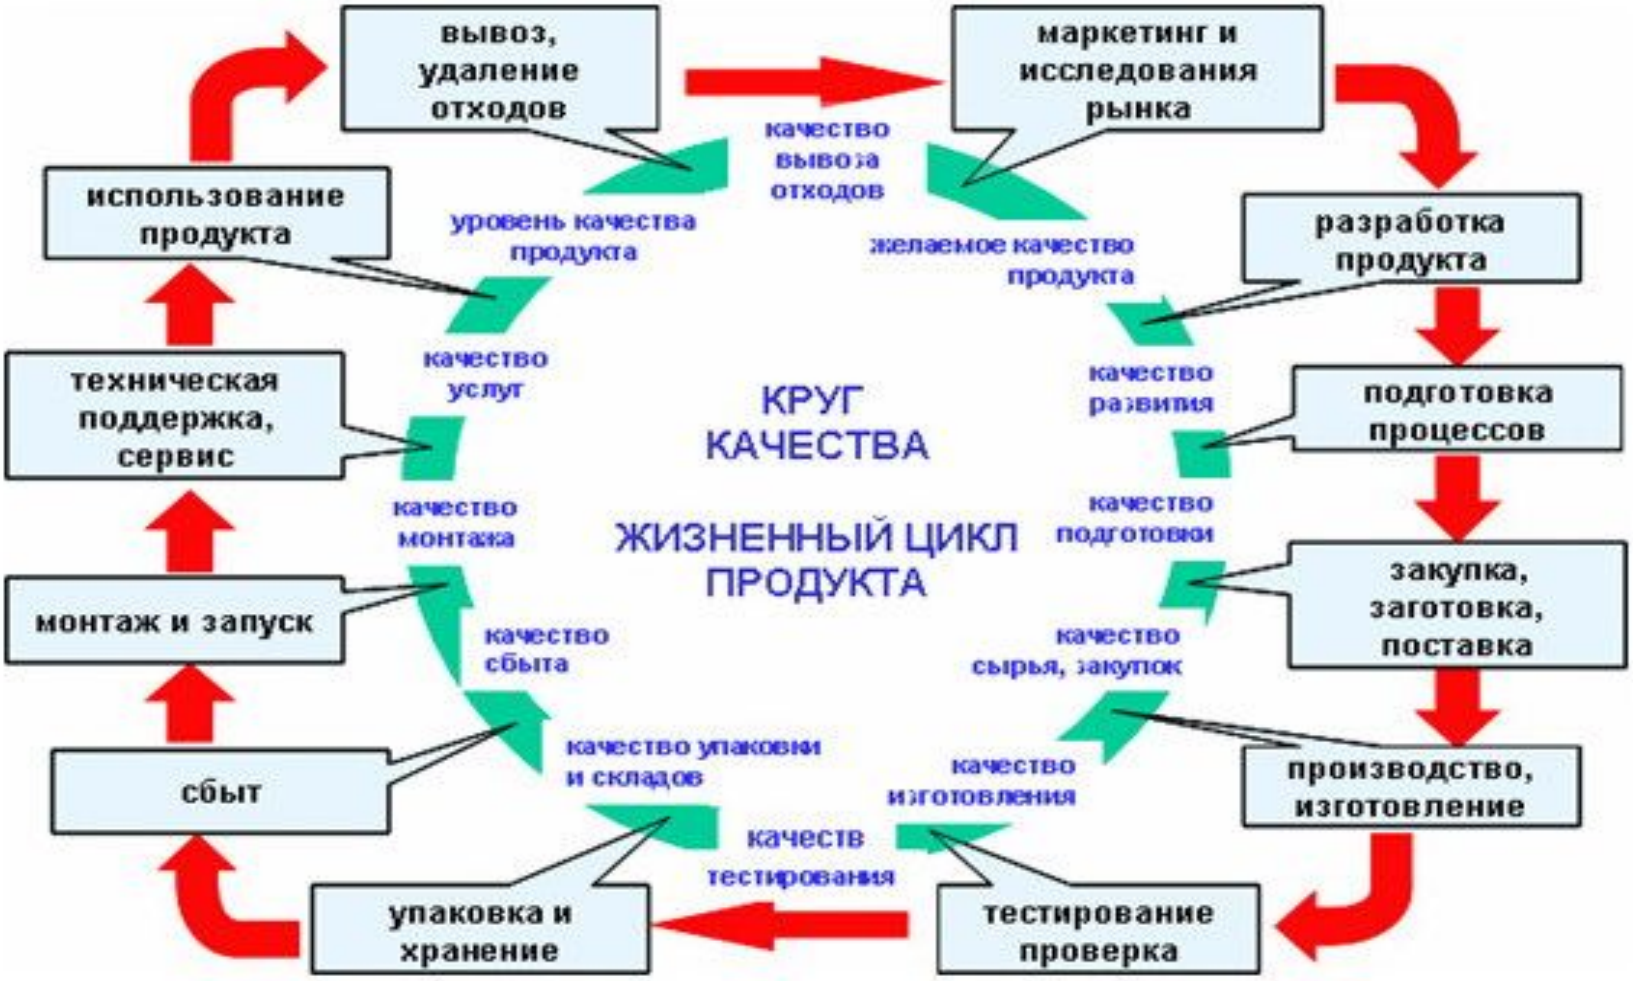 вывоз,
удаление
отходов
маркетинг и
исследования
рынка
разработка
продукта
подготовка
процессов
закупка,
заготовка,
поставка
производство,
изготовление
тестирование
проверка
упаковка и
хранение
сбыт
монтаж и запуск
техническая
поддержка,
сервис
использование
продукта
качество
вывоза
отходов
желаемое качество
продукта
качество
развития
качество
подготовки
качество
сырья, закупок
качество
изготовления
качеств
тестирования
качество упаковки
и складов
качество
сбыта
качество
монтажа
качество
услуг
уровень качества
продукта
КРУГ
КАЧЕСТВА
ЖИЗНЕННЫЙ ЦИКЛ
ПРОДУКТА